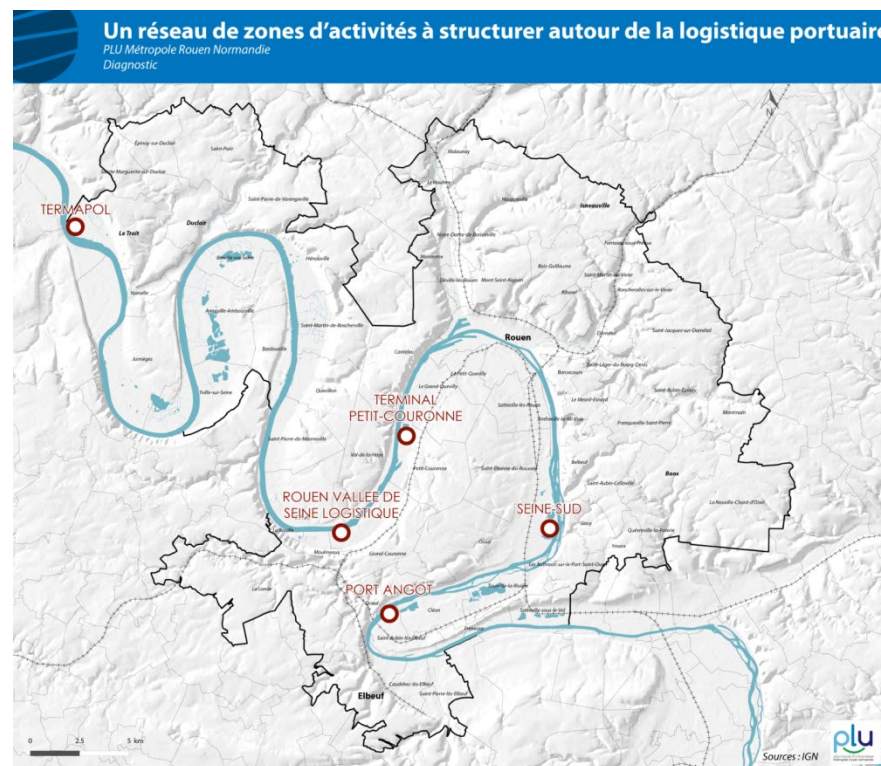 Un réseau de zones d'activités à structurer autour de la logistique portuaire
PLU Métropole Rouen Normandie
Diagnostic
N
Épinay-sur-Duclair
Saint-Paër
Malaunay
Sainte-Marguerite-sur-Duclair
Le Houlme
Houppeville
Isneauville
Saint-Pierre-de-Varengeville
TERMAPOL
Le Trait
Duclair
Notre-Dame-de-Bondeville
Fontaine-sous-Préaux
Maromme
Bois-Guillaume
Hénouville
Déville-lès-Rouen
Mont-Saint-Aignan
Saint-Martin-du-Vivier
Roncherolles-sur-le-Vivier
Yainville
Anneville-Ambourville
Saint-Martin-de-Boscherville
Rouen
Darnétal
Saint-Jacques-sur-Darnétal
Jumièges
Bardouville
Canteleu
Saint-Léger-du-Bourg-Denis
Le Petit-Quevilly
Bonsecours
Yville-sur-Seine
Quevillon
Le Grand-Quevilly
Saint-Aubin-Épinay
Le Mesnil-Esnard
TERMINAL
PETIT-COURONNE
Sotteville-lès-Rouen
Montmain
Franqueville-Saint-Pierre
Saint-Pierre-de-Manneville
Val-de-la-Haye
Petit-Couronne
Saint-Étienne-du-Rouvray
Belbeuf
Boos
Saint-Aubin-Celloville
ROUEN VALLEE DE
SEINE LOGISTIQUE
La Neuville-Chant-d'Oisel
SEINE-SUD
Gouy
Quévreville-la-Poterie
Moulineaux
Grand-Couronne
Oissel
Ymare
Les Authieux-sur-le-Port-Saint-Ouen
La Londe
PORT ANGOT
Tourville-la-Rivière
Orival
Cléon
Sotteville-sous-le-Val
Freneuse
Saint-Aubin-lès-Elbeuf
Caudebec-lès-Elbeuf
Elbeuf
Saint-Pierre-lès-Elbeuf
0 2.5 5 km
Sources : IGN
plu